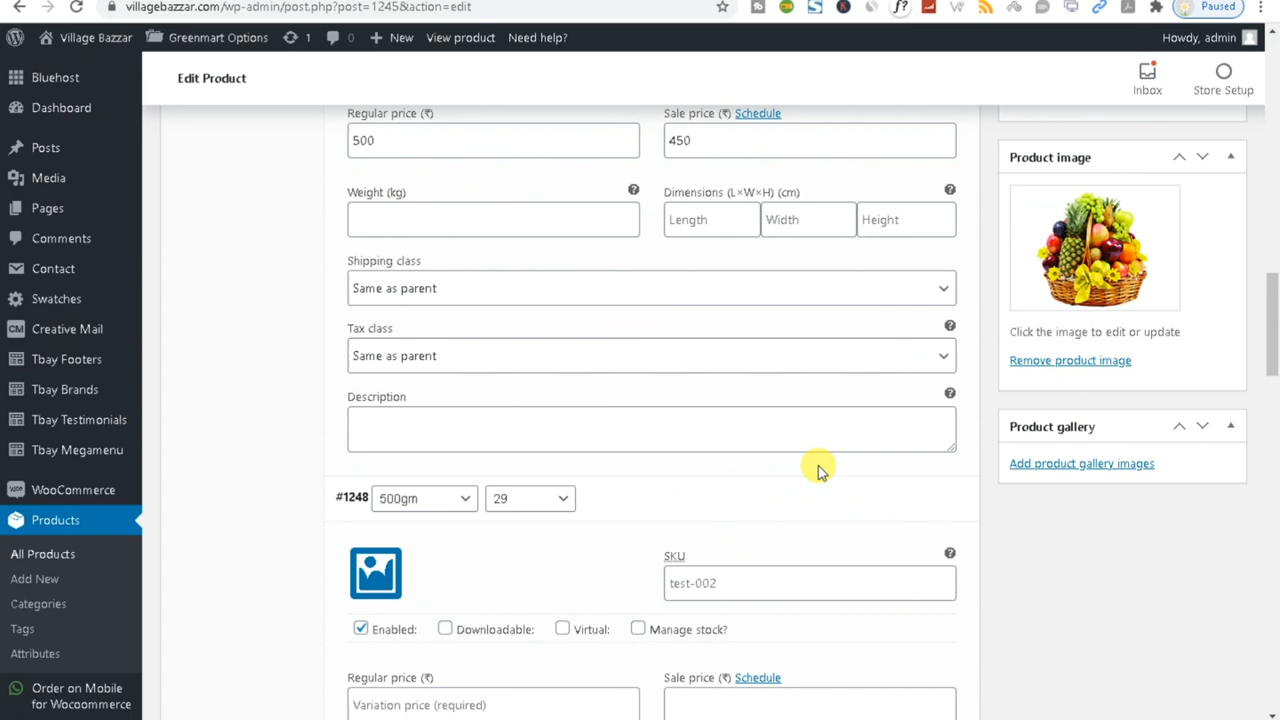 villagebazzar.com/wp-admin/post.php?post=1245&action=edit
Paused
Village Bazzar
Greenmart Options
1
0
New
View product
Need help?
Howdy, admin
Bluehost
Dashboard
Posts
Media
Pages
Comments
Contact
Swatches
Creative Mail
Tbay Footers
Tbay Brands
Tbay Testimonials
Tbay Megamenu
WooCommerce
Products
All Products
Add New
Categories
Tags
Attributes
Order on Mobile
for Wocoommerce
Edit Product
Inbox
Store Setup
Regular price (₹)
Sale price (₹) Schedule
500
450
Weight (kg)
Dimensions (L×W×H) (cm)
Length
Width
Height
Shipping class
Same as parent
Tax class
Same as parent
Description
#1248 500gm 29
SKU
test-002
Enabled: Downloadable: Virtual: Manage stock?
Regular price (₹)
Sale price (₹) Schedule
Variation price (required)
Product image
Click the image to edit or update
Remove product image
Product gallery
Add product gallery images